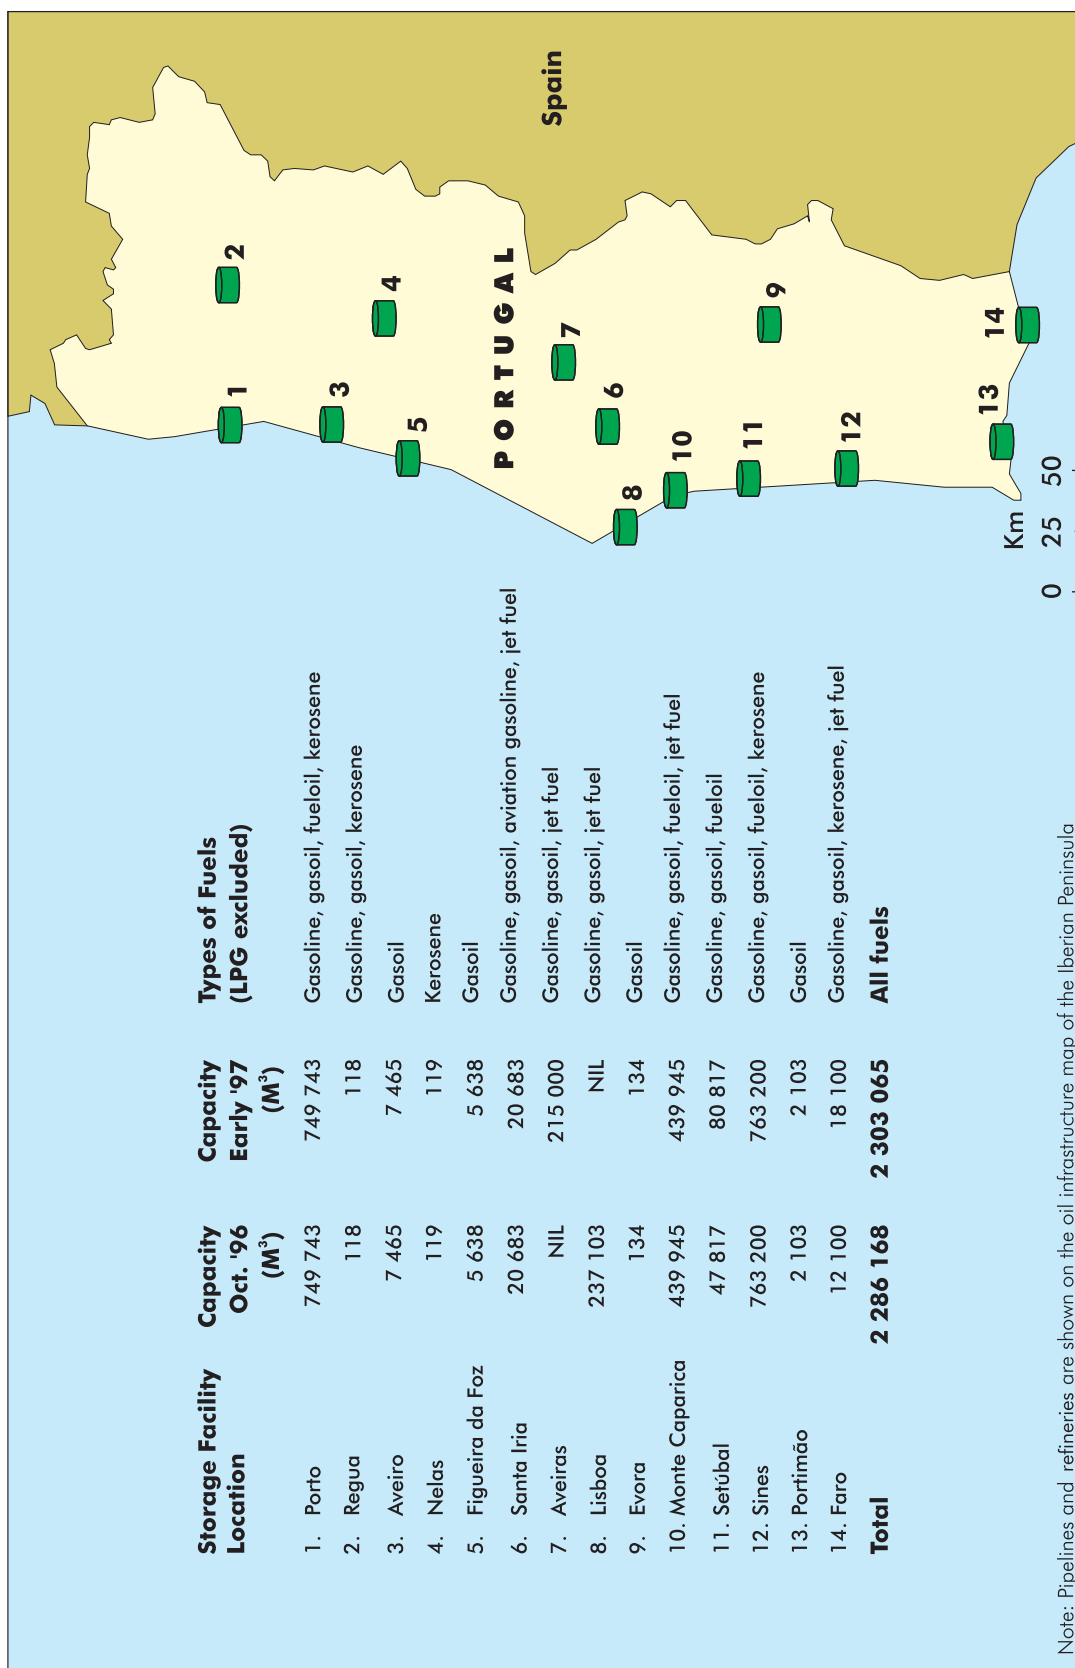 Storage Facility Location Capacity Oct. '96 (M³) Capacity Early '97 (M³) Types of Fuels (LPG excluded)
1. Porto 749 743 749 743 Gasoline, gasoil, fueloil, kerosene
2. Regua 118 118 Gasoline, gasoil, kerosene
3. Aveiro 7 465 7 465 Gasoil
4. Nelas 119 119 Kerosene
5. Figueira da Foz 5 638 5 638 Gasoil
6. Santa Iria 20 683 20 683 Gasoline, gasoil, aviation gasoline, jet fuel
7. Aveiras NIL 215 000 Gasoline, gasoil, jet fuel
8. Lisboa 237 103 NIL Gasoline, gasoil, jet fuel
9. Evora 134 134 Gasoil
10. Monte Caparica 439 945 439 945 Gasoline, gasoil, fueloil, jet fuel
11. Setúbal 47 817 80 817 Gasoline, gasoil, fueloil
12. Sines 763 200 763 200 Gasoline, gasoil, fueloil, kerosene
13. Portimão 2 103 2 103 Gasoil
14. Faro 12 100 18 100 Gasoline, gasoil, kerosene, jet fuel
Total 2 286 168 2 303 065 All fuels
1
2
3
4
5
PORTUGAL
Spain
7
6
8
10
9
11
12
13
14
Km
0 25 50
Note: Pipelines and refineries are shown on the oil infrastructure map of the Iberian Peninsula